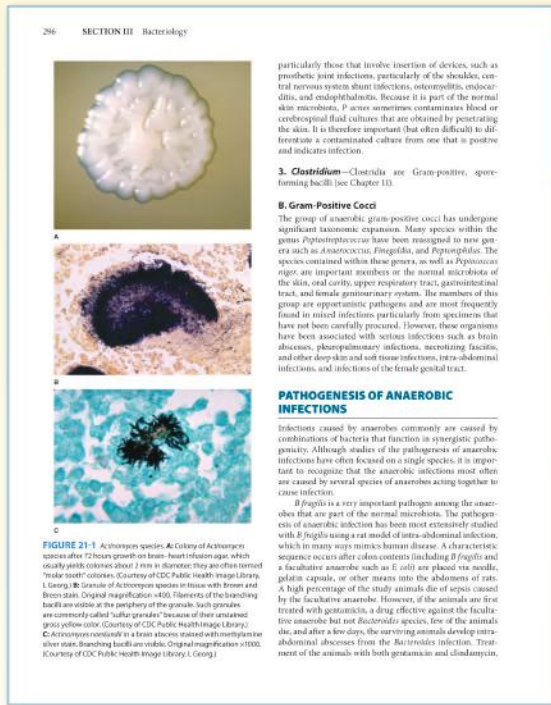 296 SECTION III Bacteriology
A
B
C
FIGURE 21-1 Actinomyces species. A: Colony of Actinomyces
species after 72 hours growth on brain–heart infusion agar, which
usually yields colonies about 2 mm in diameter; they are often termed
"molar tooth" colonies. (Courtesy of CDC Public Health Image Library,
L Georg.) B: Granule of Actinomyces species in tissue with Brown and
Breen stain. Original magnification ×400. Filaments of the branching
bacilli are visible at the periphery of the granule. Such granules
are commonly called "sulfur granules" because of their unstained
gross yellow color. (Courtesy of CDC Public Health Image Library.)
C: Actinomyces naeslundii in a brain abscess stained with methylamine
silver stain. Branching bacilli are visible. Original magnification ×1000.
(Courtesy of CDC Public Health Image Library, L Georg.)
particularly those that involve insertion of devices, such as
prosthetic joint infections, particularly of the shoulder, cen-
tral nervous system shunt infections, osteomyelitis, endocar-
ditis, and endophthalmitis. Because it is part of the normal
skin microbiota, P acnes sometimes contaminates blood or
cerebrospinal fluid cultures that are obtained by penetrating
the skin. It is therefore important (but often difficult) to dif-
ferentiate a contaminated culture from one that is positive
and indicates infection.
3. Clostridium—Clostridia are Gram-positive, spore-
forming bacilli (see Chapter 11).
B. Gram-Positive Cocci
The group of anaerobic gram-positive cocci has undergone
significant taxonomic expansion. Many species within the
genus Peptostreptococcus have been reassigned to new gen-
era such as Anaerococcus, Finegoldia, and Peptoniphilus. The
species contained within these genera, as well as Peptococcus
niger, are important members or the normal microbiota of
the skin, oral cavity, upper respiratory tract, gastrointestinal
tract, and female genitourinary system. The members of this
group are opportunistic pathogens and are most frequently
found in mixed infections particularly from specimens that
have not been carefully procured. However, these organisms
have been associated with serious infections such as brain
abscesses, pleuropulmonary infections, necrotizing fasciitis,
and other deep skin and soft tissue infections, intra-abdominal
infections, and infections of the female genital tract.
PATHOGENESIS OF ANAEROBIC
INFECTIONS
Infections caused by anaerobes commonly are caused by
combinations of bacteria that function in synergistic patho-
genicity. Although studies of the pathogenesis of anaerobic
infections have often focused on a single species, it is impor-
tant to recognize that the anaerobic infections most often
are caused by several species of anaerobes acting together to
cause infection.
B fragilis is a very important pathogen among the anaer-
obes that are part of the normal microbiota. The pathogen-
esis of anaerobic infection has been most extensively studied
with B fragilis using a rat model of intra-abdominal infection,
which in many ways mimics human disease. A characteristic
sequence occurs after colon contents (including B fragilis and
a facultative anaerobe such as E coli) are placed via needle,
gelatin capsule, or other means into the abdomens of rats.
A high percentage of the study animals die of sepsis caused
by the facultative anaerobe. However, if the animals are first
treated with gentamicin, a drug effective against the faculta-
tive anaerobe but not Bacteroides species, few of the animals
die, and after a few days, the surviving animals develop intra-
abdominal abscesses from the Bacteroides infection. Treat-
ment of the animals with both gentamicin and clindamycin,